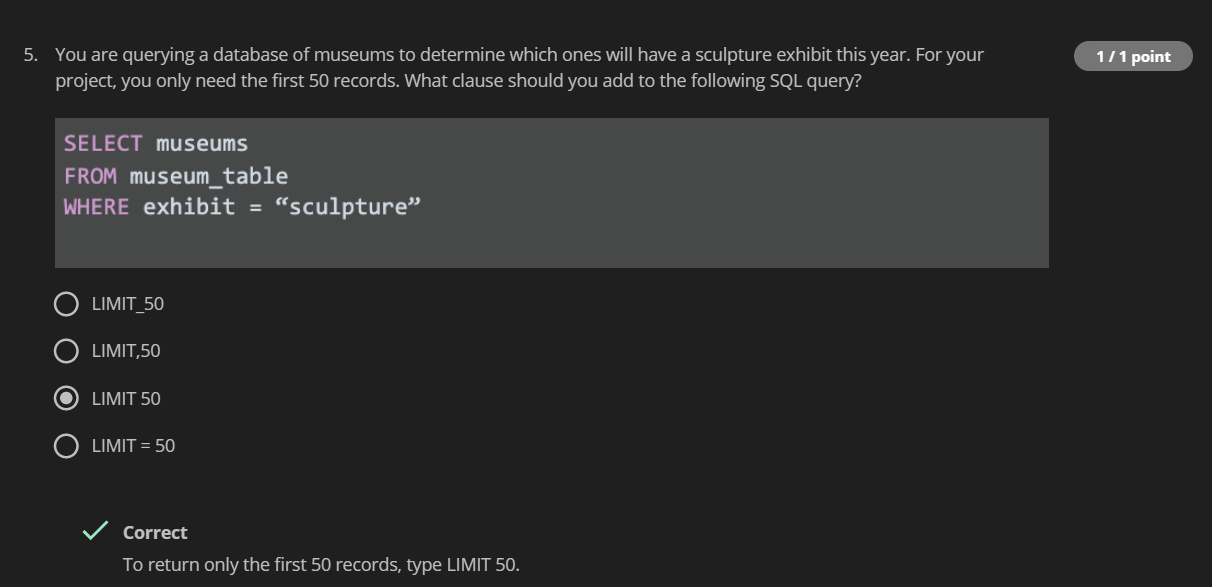 5. You are querying a database of museums to determine which ones will have a sculpture exhibit this year. For your
1 / 1 point
project, you only need the first 50 records. What clause should you add to the following SQL query?
SELECT museums
FROM museum_table
WHERE exhibit = “sculpture”
LIMIT_50
LIMIT,50
LIMIT 50
LIMIT = 50
Correct
To return only the first 50 records, type LIMIT 50.